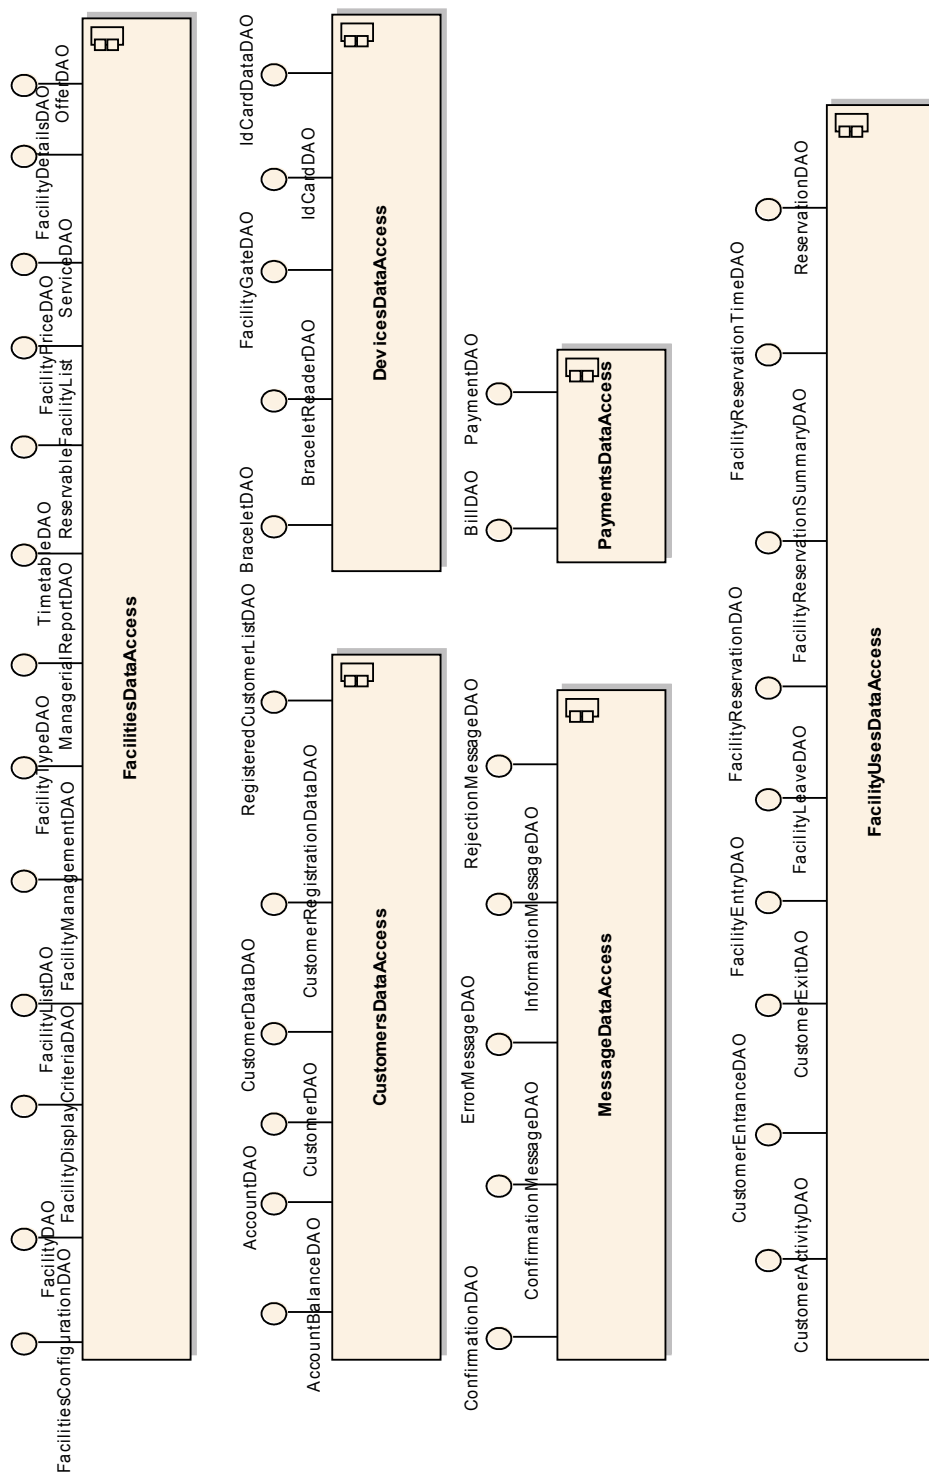 FacilitiesConfigurationDAO
FacilityDAO
FacilityDisplayCriteriaDAO
FacilityListDAO
FacilityManagementDAO
FacilityTypeDAO
ManagerialReportDAO
TimetableDAO
ReservableFacilityList
FacilityPriceDAO
ServiceDAO
FacilityDetailsDAO
OfferDAO
FacilitiesDataAccess
AccountBalanceDAO
AccountDAO
CustomerDAO
CustomerDataDAO
CustomerRegistrationDataDAO
RegisteredCustomerListDAO
CustomersDataAccess
BraceletDAO
BraceletReaderDAO
FacilityGateDAO
IdCardDAO
IdCardDataDAO
DevicesDataAccess
ConfirmationDAO
ConfirmationMessageDAO
ErrorMessageDAO
InformationMessageDAO
RejectionMessageDAO
MessageDataAccess
BillDAO
PaymentDAO
PaymentsDataAccess
CustomerActivityDAO
CustomerEntranceDAO
CustomerExitDAO
FacilityEntryDAO
FacilityLeaveDAO
FacilityReservationDAO
FacilityReservationSummaryDAO
FacilityReservationTimeDAO
ReservationDAO
FacilityUsesDataAccess